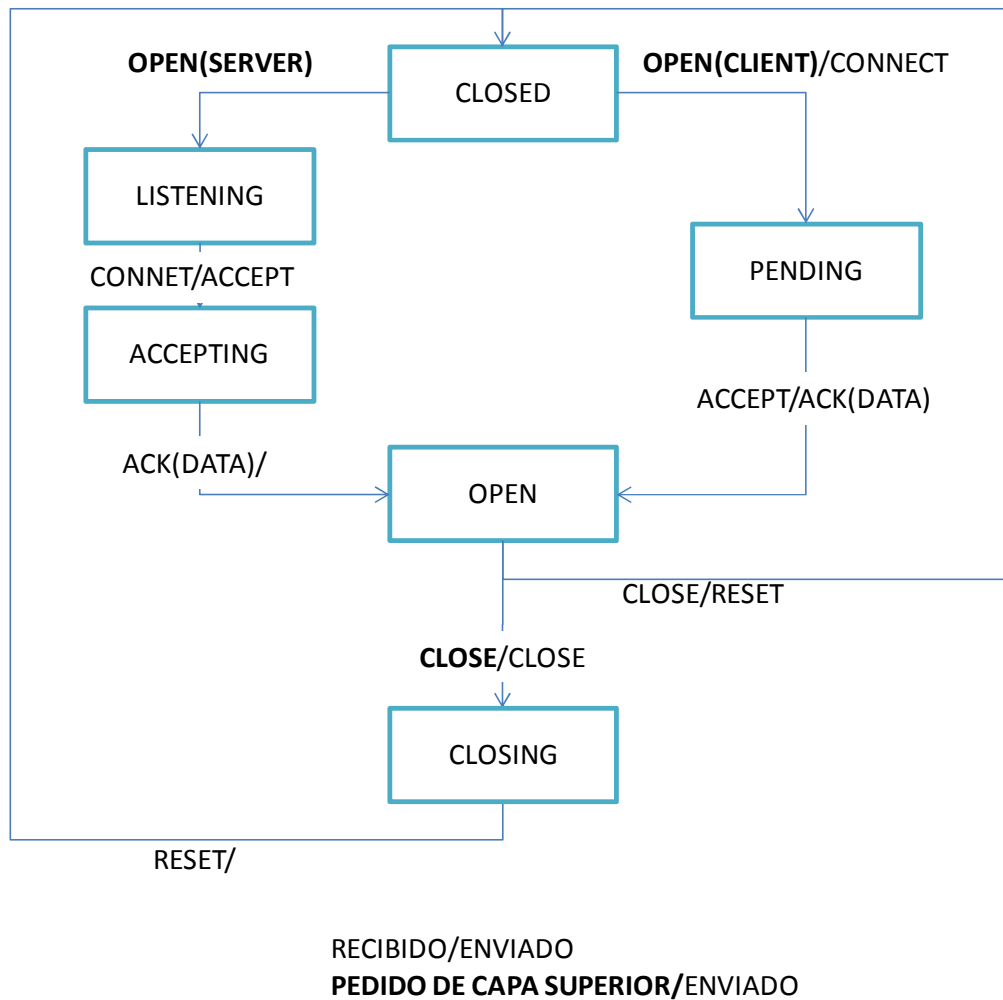 OPEN(SERVER)
OPEN(CLIENT)/CONNECT
CLOSED
LISTENING
CONNET/ACCEPT
PENDING
ACCEPTING
ACCEPT/ACK(DATA)
ACK(DATA)/
OPEN
CLOSE/RESET
CLOSE/CLOSE
CLOSING
RESET/
RECIBIDO/ENVIADO
PEDIDO DE CAPA SUPERIOR/ENVIADO